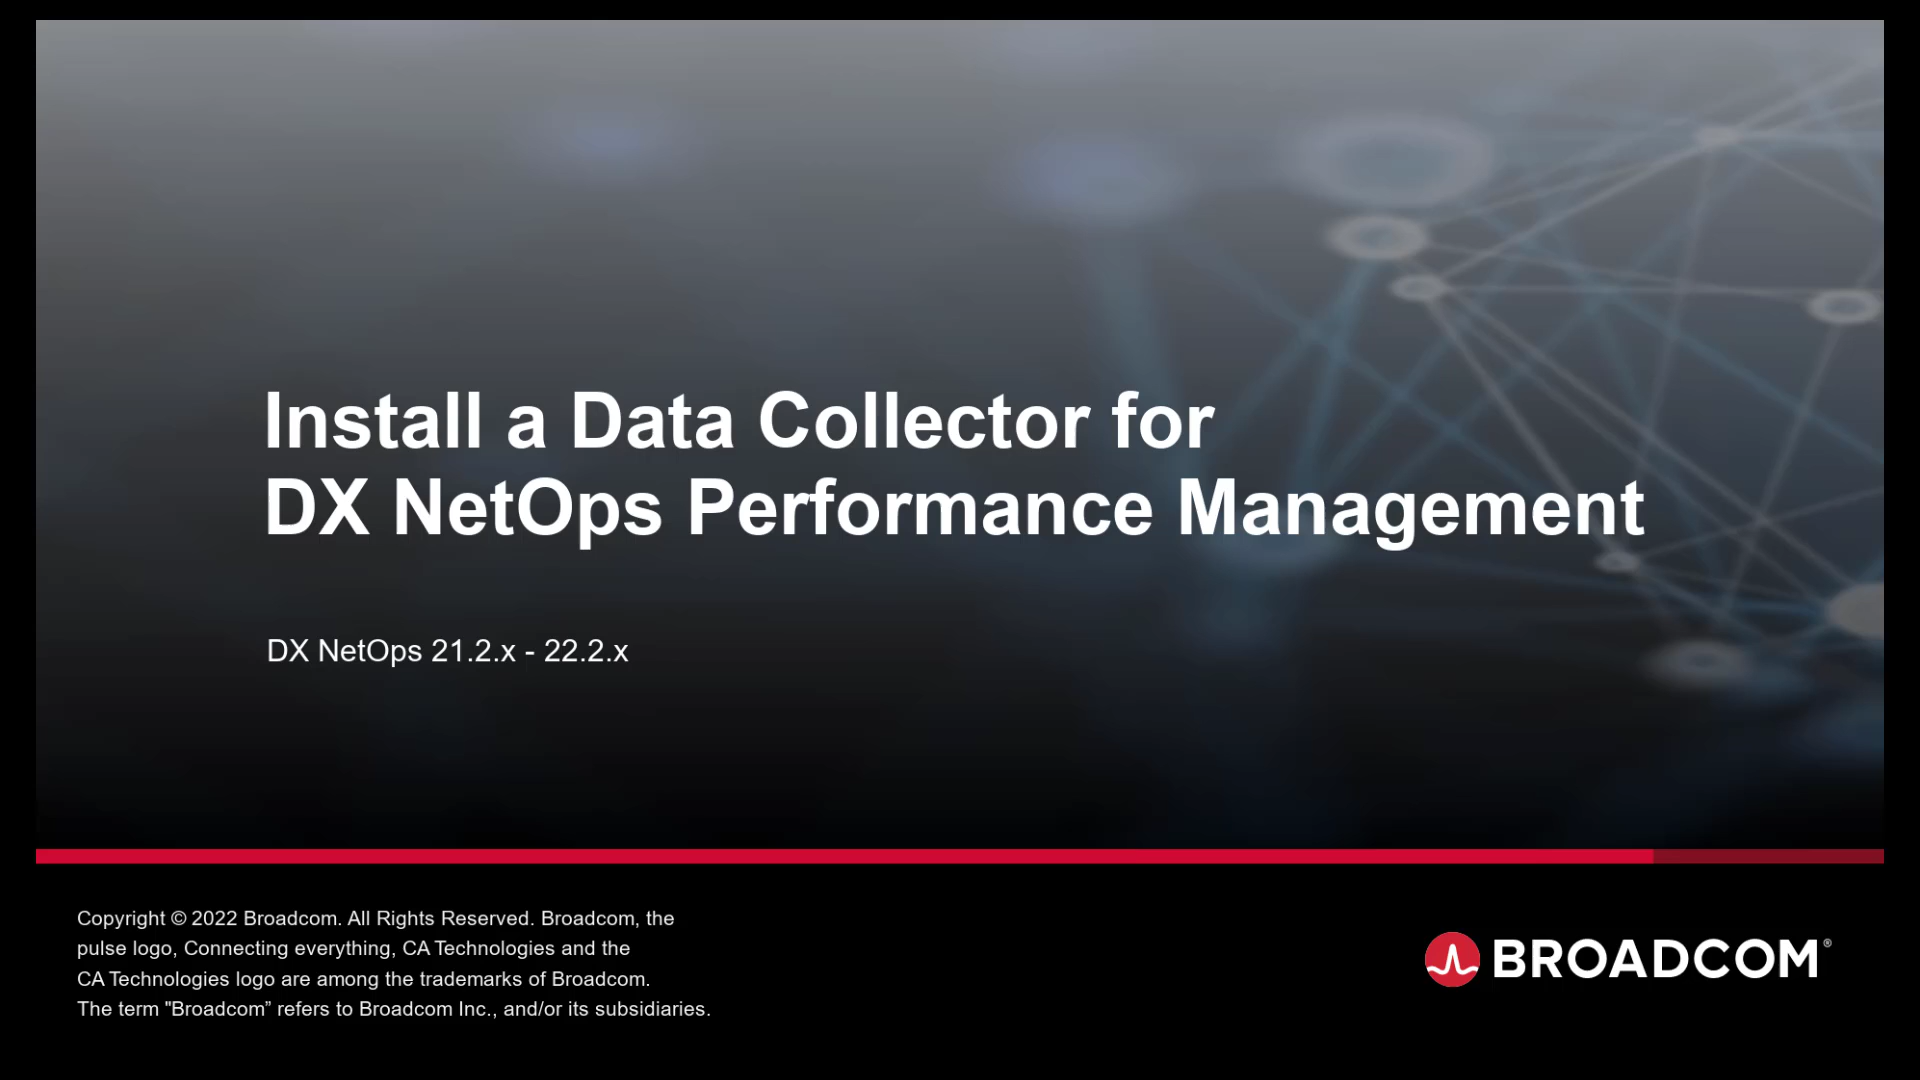 Install a Data Collector for
DX NetOps Performance Management
DX NetOps 21.2.x - 22.2.x
Copyright © 2022 Broadcom. All Rights Reserved. Broadcom, the
pulse logo, Connecting everything, CA Technologies and the
CA Technologies logo are among the trademarks of Broadcom.
The term "Broadcom” refers to Broadcom Inc., and/or its subsidiaries.
BROADCOM®